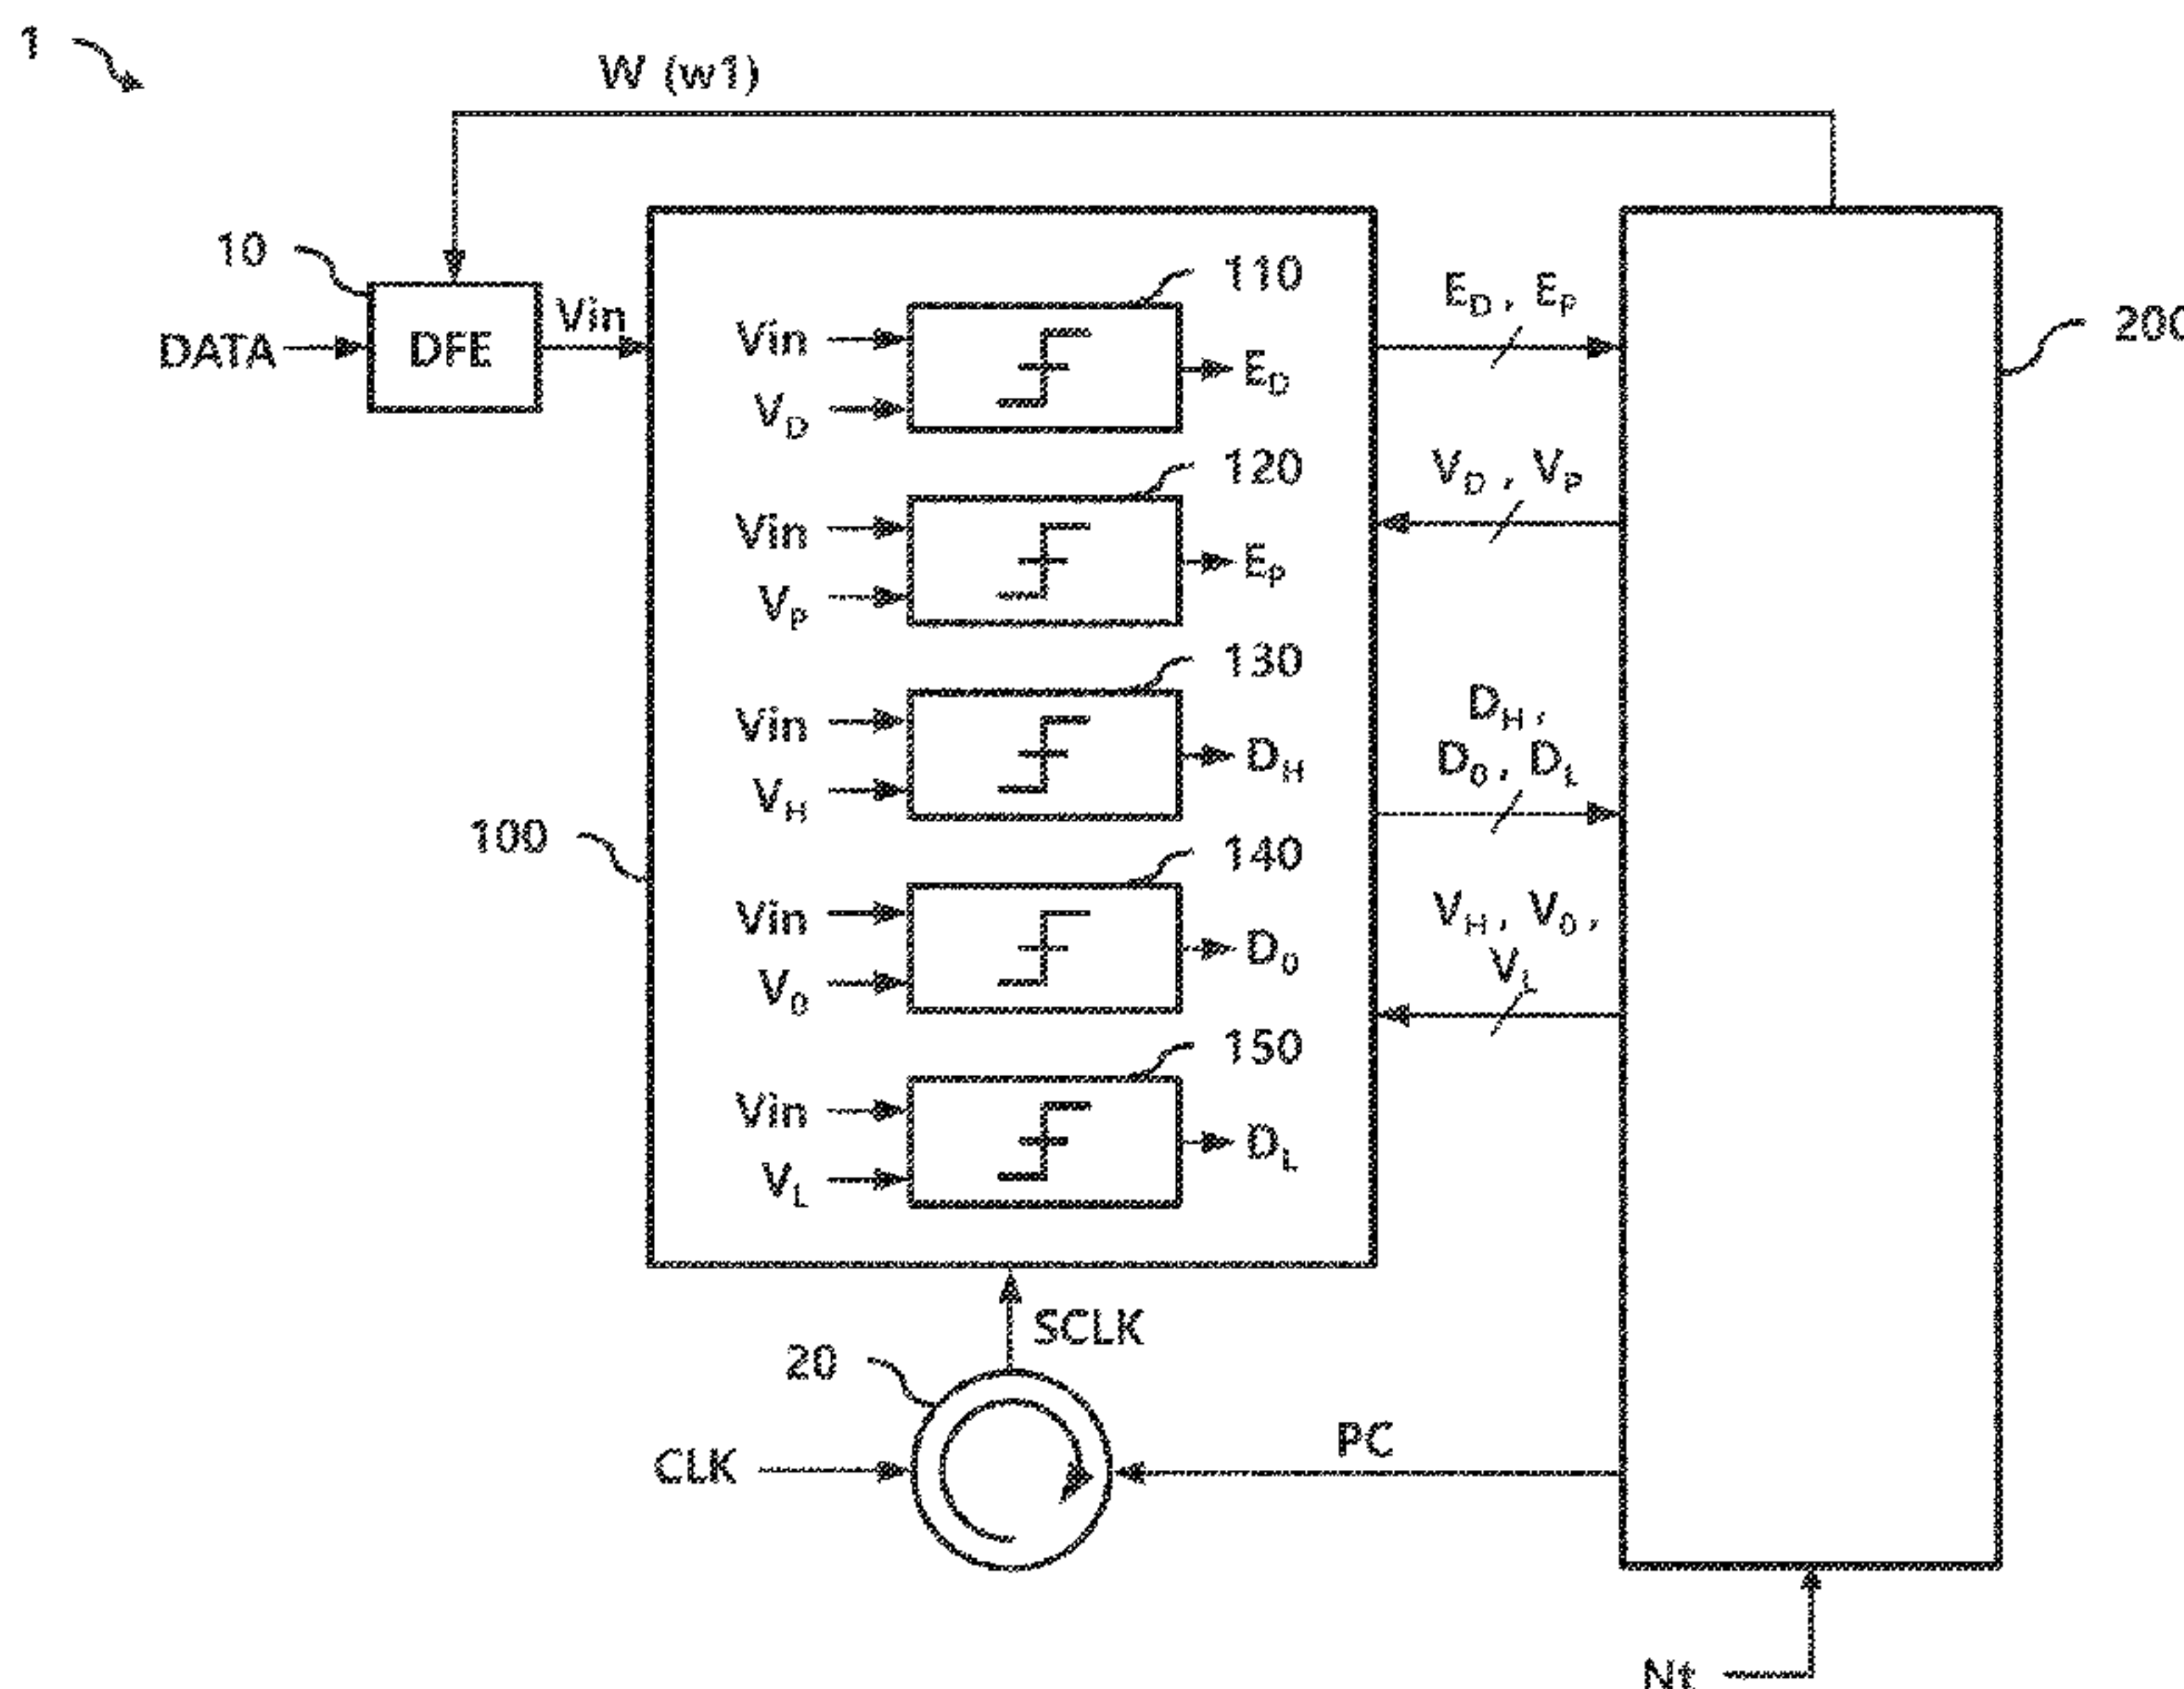 1
W (w1)
10
DATA
DFE
Vin
110
Vin
V_D
E_D
E_D, E_P
200
120
Vin
V_P
E_P
V_D, V_P
130
Vin
V_H
D_H
D_H,
D_0, D_L
100
140
Vin
V_0
D_0
V_H, V_0,
V_L
150
Vin
V_L
D_L
SCLK
20
CLK
PC
Nt